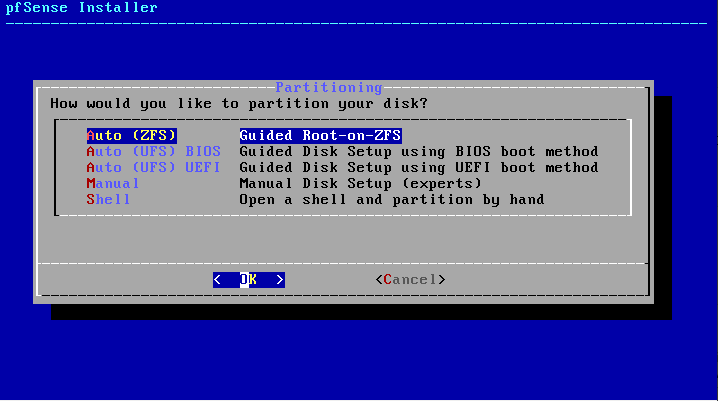 pfSense Installer
Partitioning
How would you like to partition your disk?
Auto (ZFS) Guided Root-on-ZFS
Auto (UFS) BIOS Guided Disk Setup using BIOS boot method
Auto (UFS) UEFI Guided Disk Setup using UEFI boot method
Manual Manual Disk Setup (experts)
Shell Open a shell and partition by hand
< OK > <Cancel>